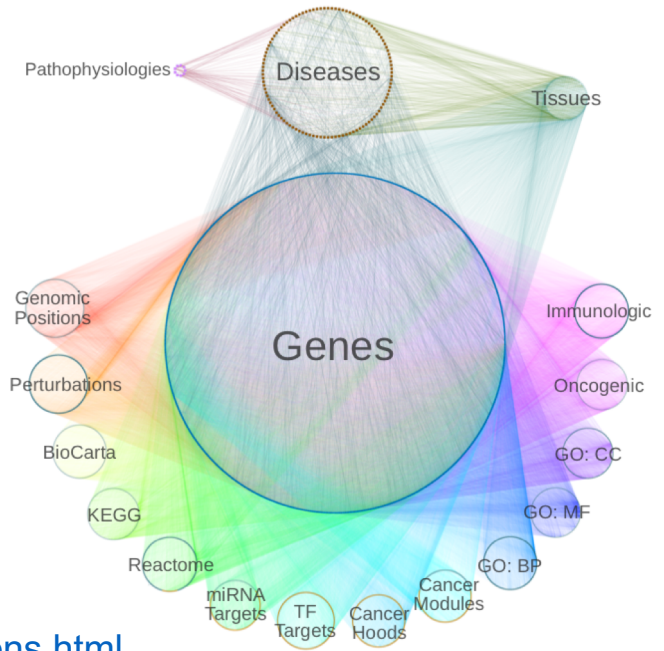 Pathophysiologies
Diseases
Tissues
Genes
Genomic
Positions
Perturbations
BioCarta
KEGG
Reactome
miRNA
Targets
TF
Targets
Cancer
Hoods
Cancer
Modules
GO: BP
GO: MF
GO: CC
Oncogenic
Immunologic
ns.html